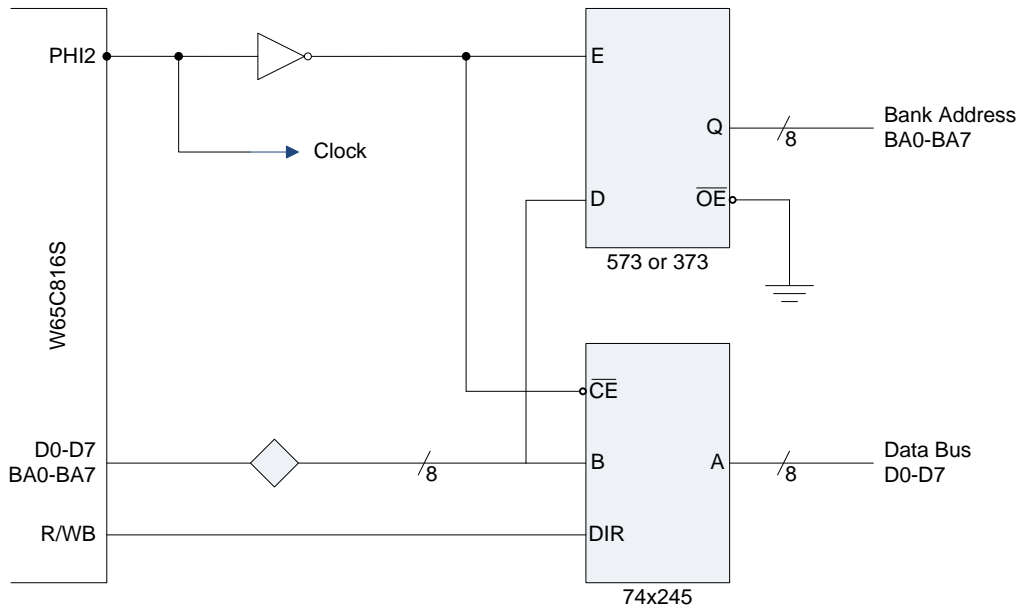 PHI2
E
Q
Bank Address
BA0-BA7
8
Clock
D
OE
573 or 373
W65C816S
CE
D0-D7
BA0-BA7
8
B
A
Data Bus
D0-D7
8
R/WB
DIR
74x245